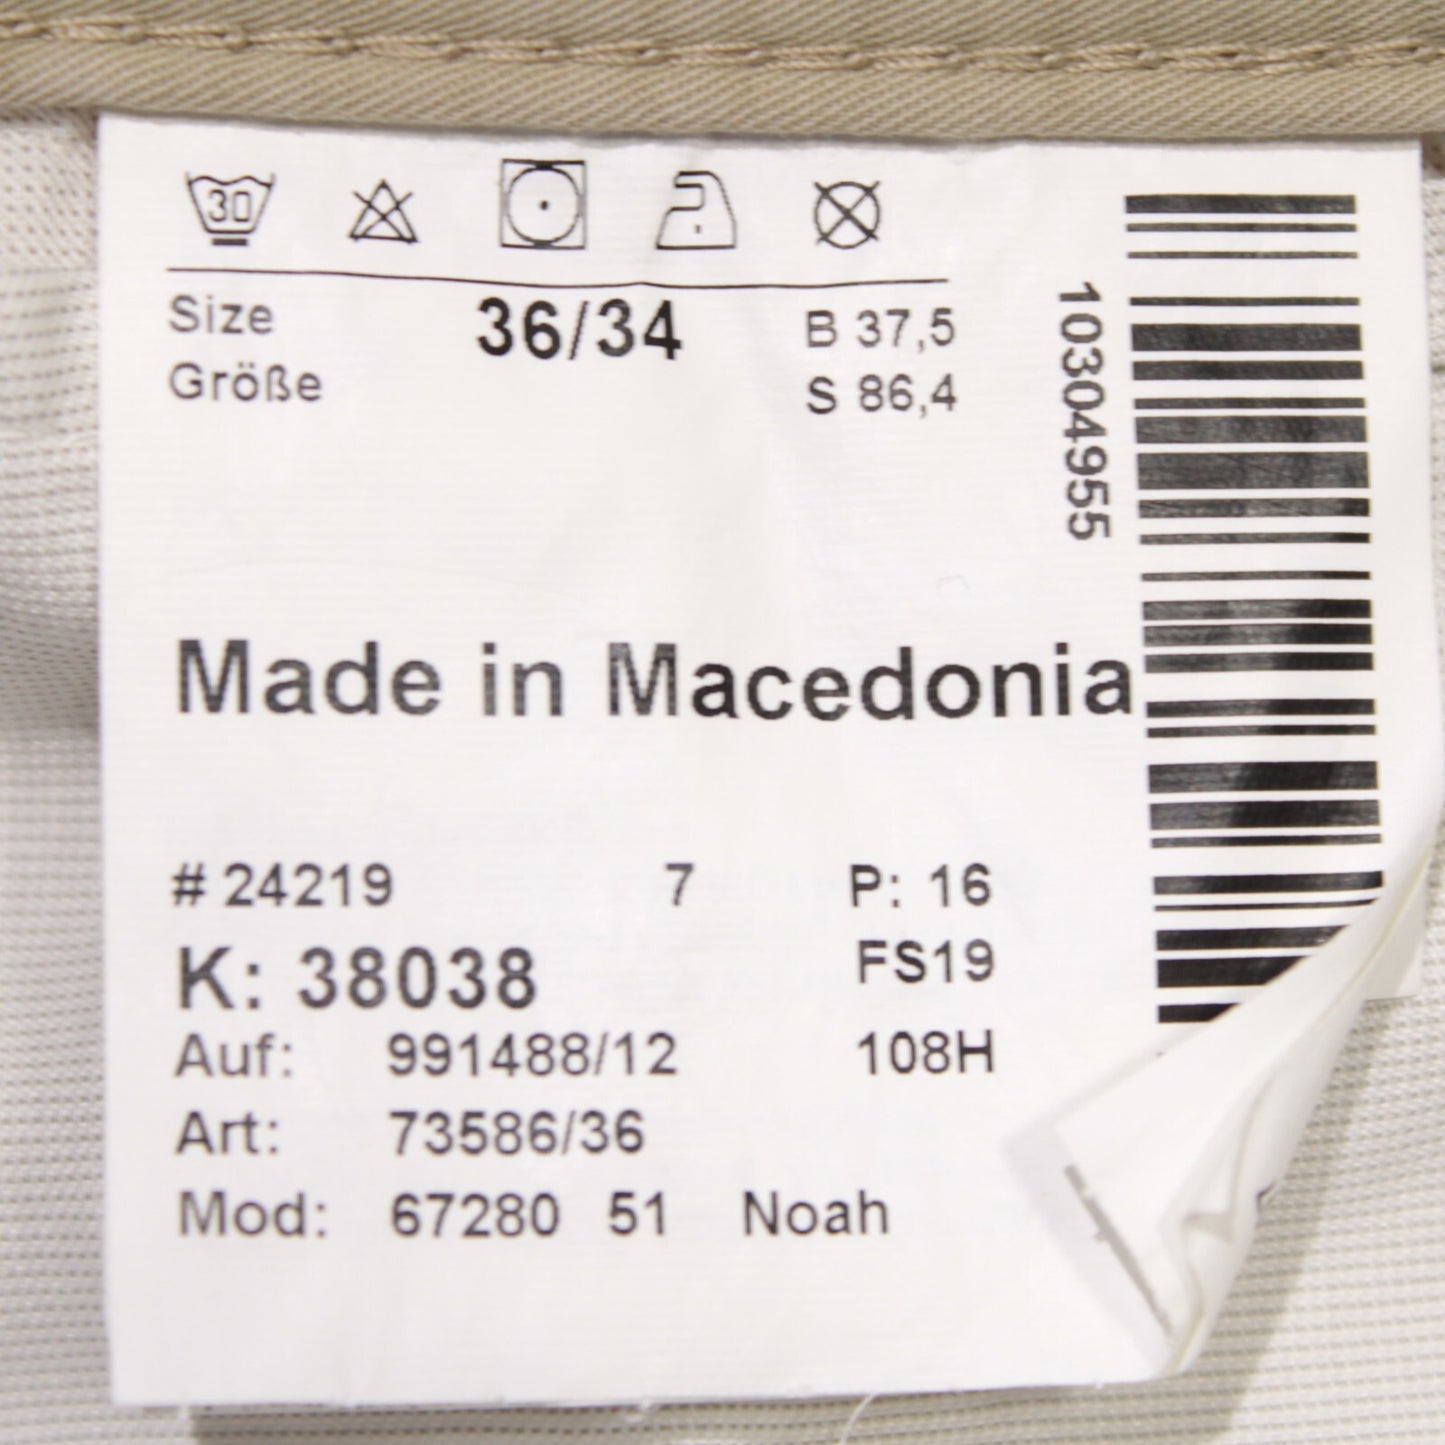 30
Size 36/34 B 37,5
Größe S 86,4
10304955
Made in Macedonia
# 24219 7 P: 16
K: 38038 FS19
Auf: 991488/12 108H
Art: 73586/36
Mod: 67280 51 Noah